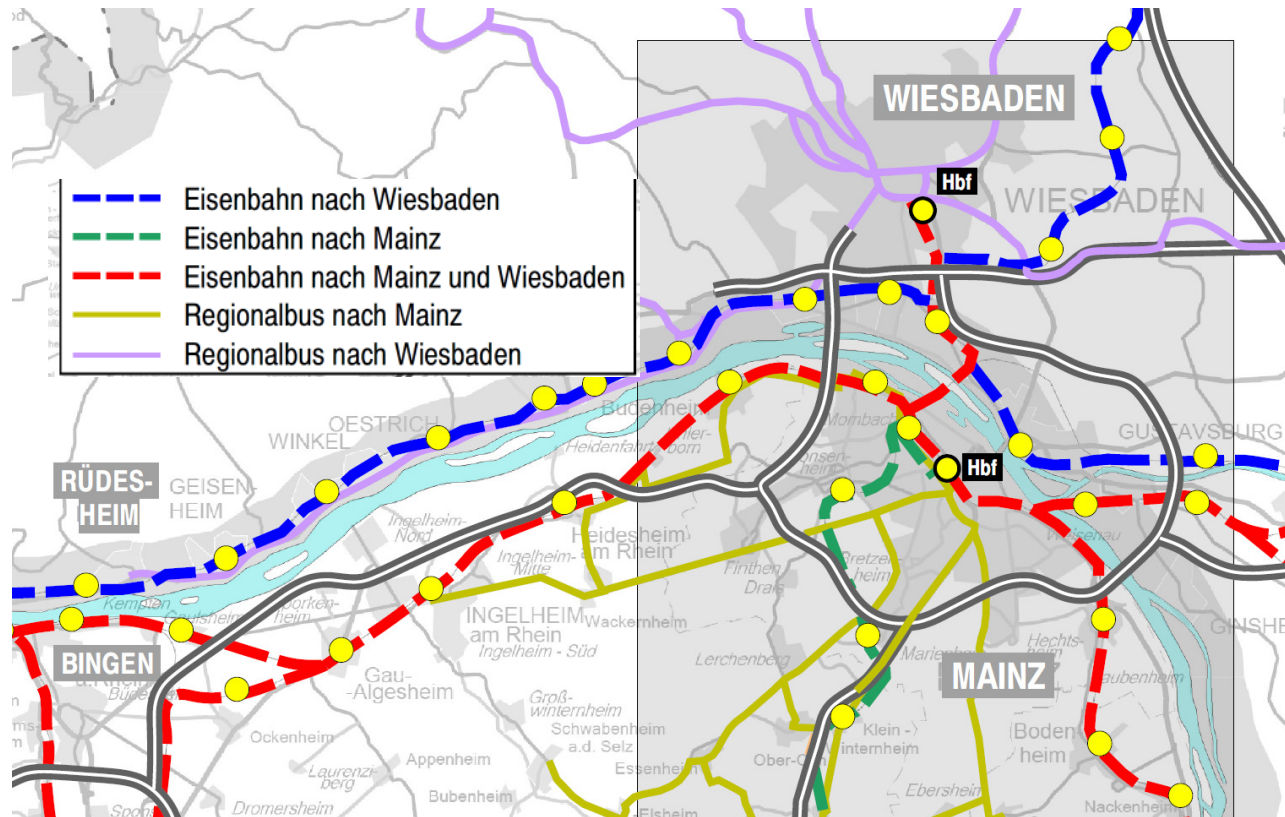 WIESBADEN
Hbf
WIESBADEN
Eisenbahn nach Wiesbaden
Eisenbahn nach Mainz
Eisenbahn nach Mainz und Wiesbaden
Regionalbus nach Mainz
Regionalbus nach Wiesbaden
OESTRICH
WINKEL
Budenheim
Heidenfahrt
Mombach
GUSTAVSBURG
RÜDES-
HEIM
GEISEN-
HEIM
Hbf
Ingelheim-
Nord
Heidesheim
am Rhein
Ingelheim-
Mitte
Weisenau
Finthen
Drais
Bretzen-
heim
Kempten
Gaulsheim
INGELHEIM
am Rhein
Ingelheim - Süd
Wackernheim
GINSHEIM
BINGEN
Lerchenberg
Hechts-
heim
MAINZ
Laubenheim
Gau-
-Algesheim
Groß-
winternheim
Schwabenheim
a.d. Selz
Klein -
Winternheim
Boden
heim
Ockenheim
Appenheim
Essenheim
Ober-Olm
Laurenzi-
berg
Bubenheim
Ebersheim
Nackenheim
Dromersheim
Elsheim